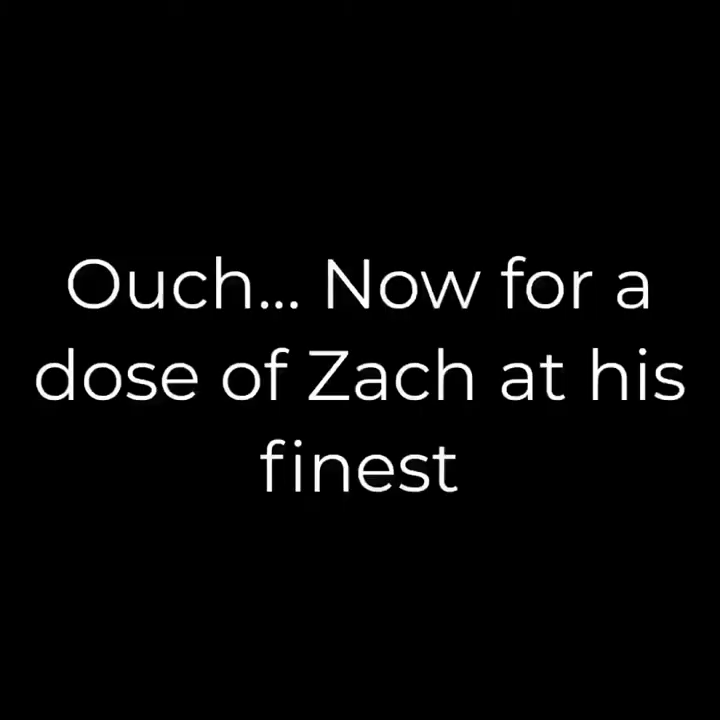 Ouch... Now for a
dose of Zach at his
finest